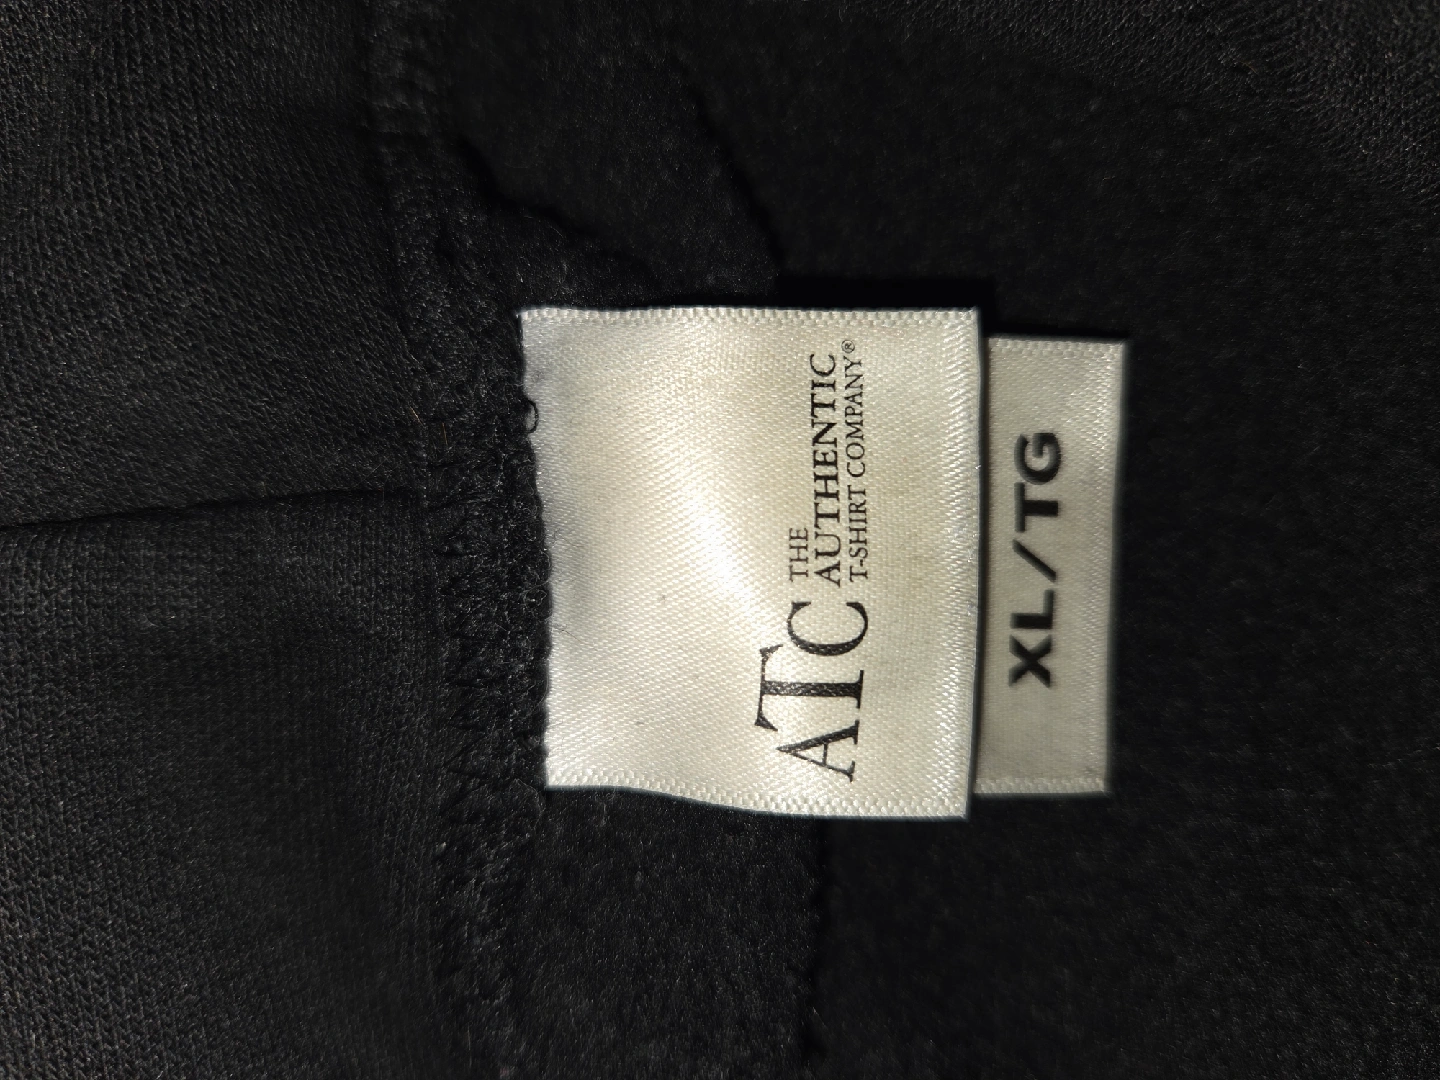 ATC THE
AUTHENTIC
T-SHIRT COMPANY®
XL/TG